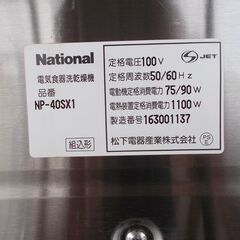 National
電気食器洗乾燥機
品番
NP-40SX1
組込形
定格電圧100V
定格周波数50/60Hz
電動機定格消費電力75/90W
電熱装置定格消費電力1100W
製造番号163001137
松下電器産業株式会社
JET
PS
E